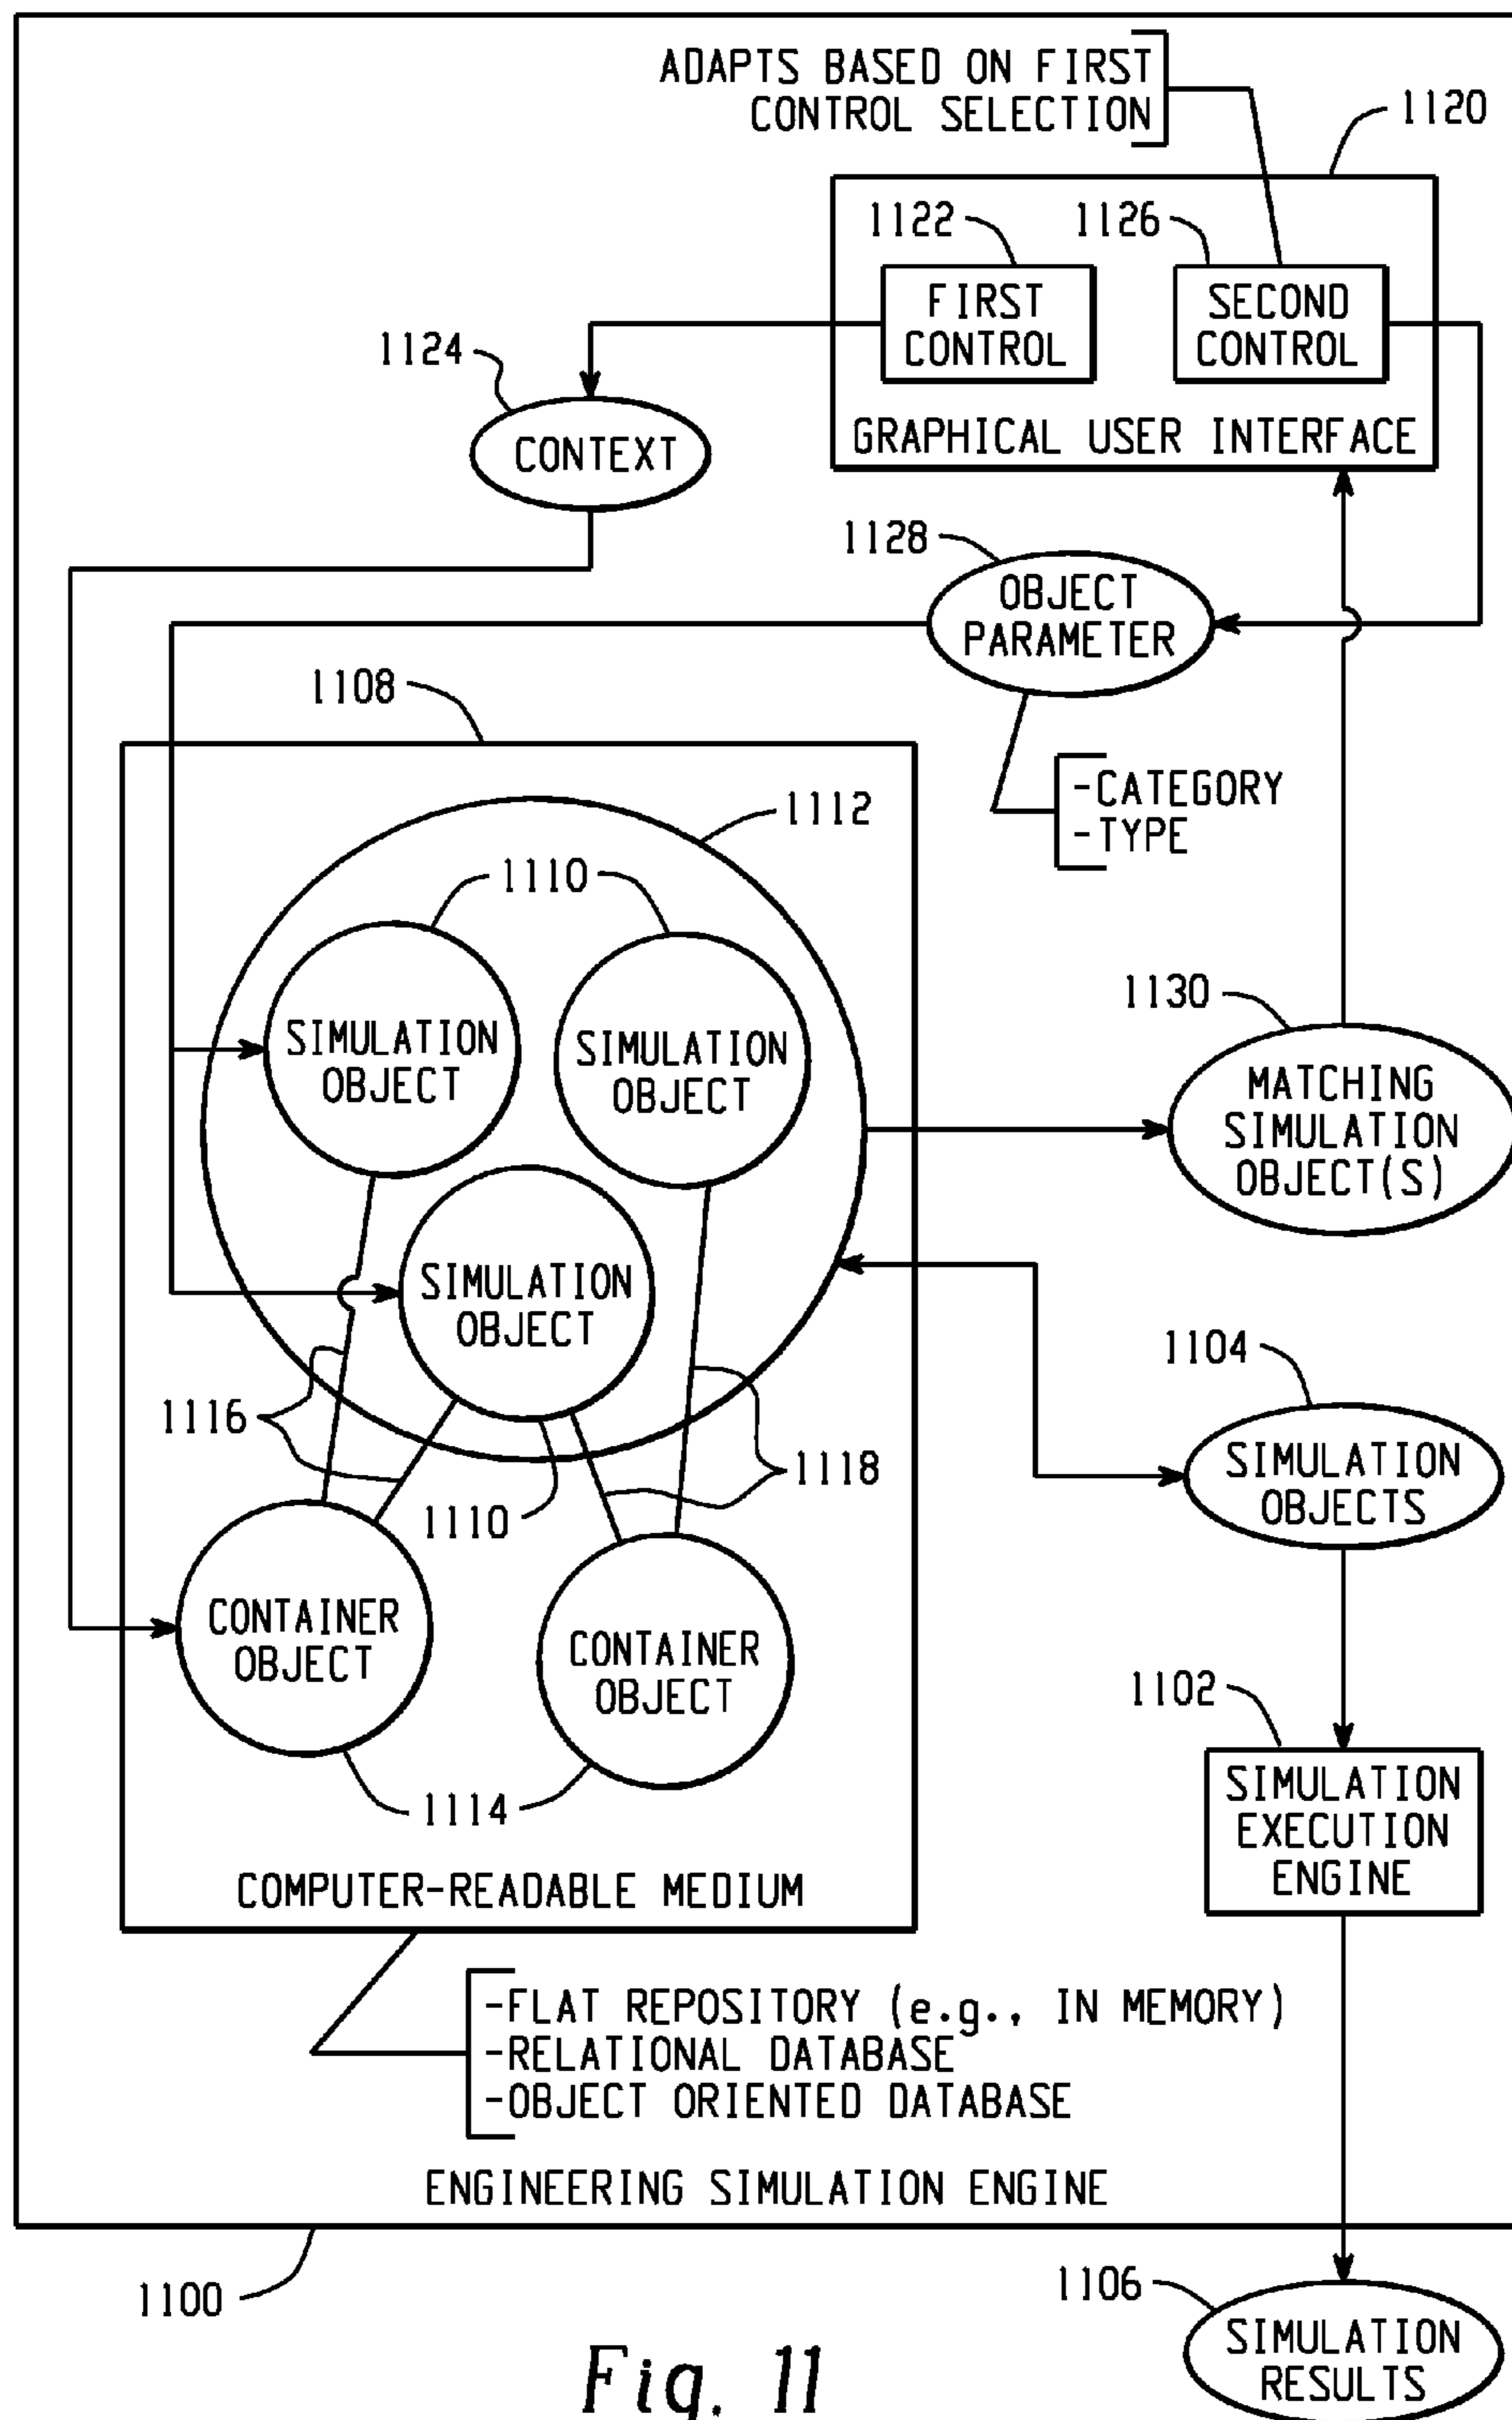 ADAPTS BASED ON FIRST
CONTROL SELECTION
1120
1122
1126
FIRST
CONTROL
SECOND
CONTROL
GRAPHICAL USER INTERFACE
1124
CONTEXT
1128
OBJECT
PARAMETER
-CATEGORY
-TYPE
1108
1112
1110
SIMULATION
OBJECT
SIMULATION
OBJECT
SIMULATION
OBJECT
1130
MATCHING
SIMULATION
OBJECT(S)
1116
1118
1110
1104
SIMULATION
OBJECTS
CONTAINER
OBJECT
CONTAINER
OBJECT
1114
1102
SIMULATION
EXECUTION
ENGINE
COMPUTER-READABLE MEDIUM
-FLAT REPOSITORY (e.g., IN MEMORY)
-RELATIONAL DATABASE
-OBJECT ORIENTED DATABASE
ENGINEERING SIMULATION ENGINE
1100
1106
SIMULATION
RESULTS
Fig. 11